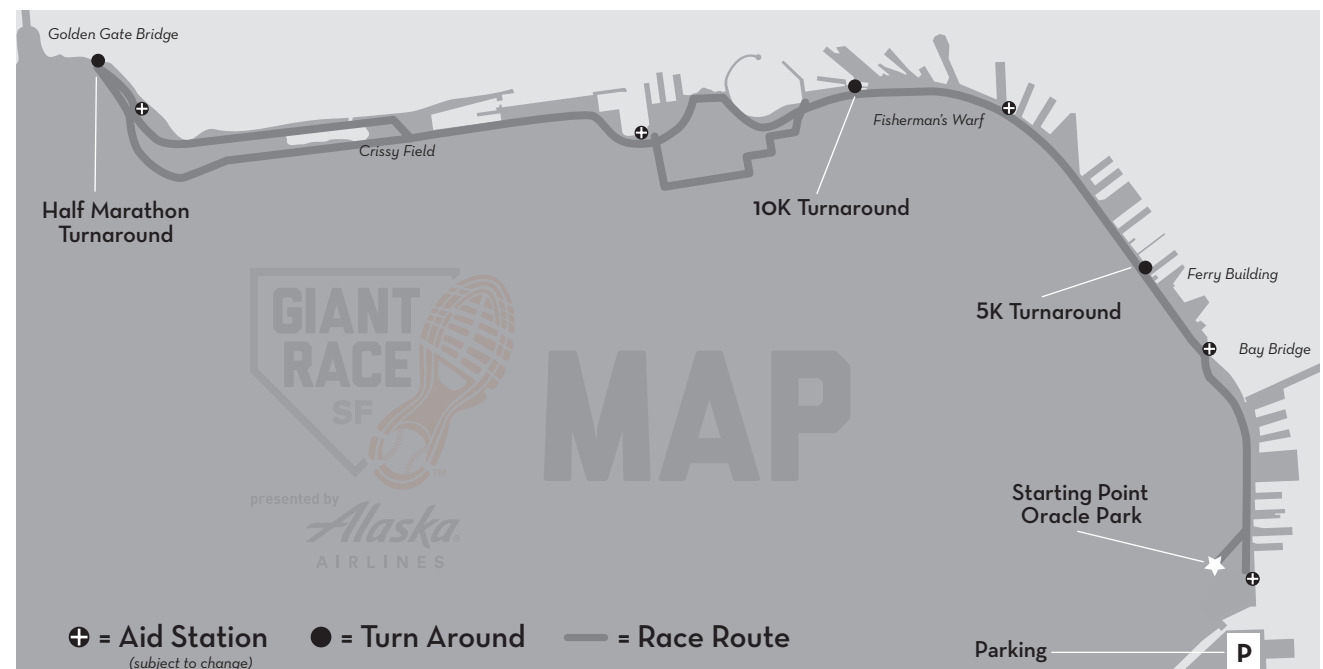 Golden Gate Bridge
Fisherman's Warf
Crissy Field
Half Marathon
Turnaround
10K Turnaround
Ferry Building
5K Turnaround
Bay Bridge
GIANT
RACE
SF
TM
MAP
presented by
Alaska
AIRLINES
Starting Point
Oracle Park
= Aid Station
(subject to change)
= Turn Around
= Race Route
Parking
P